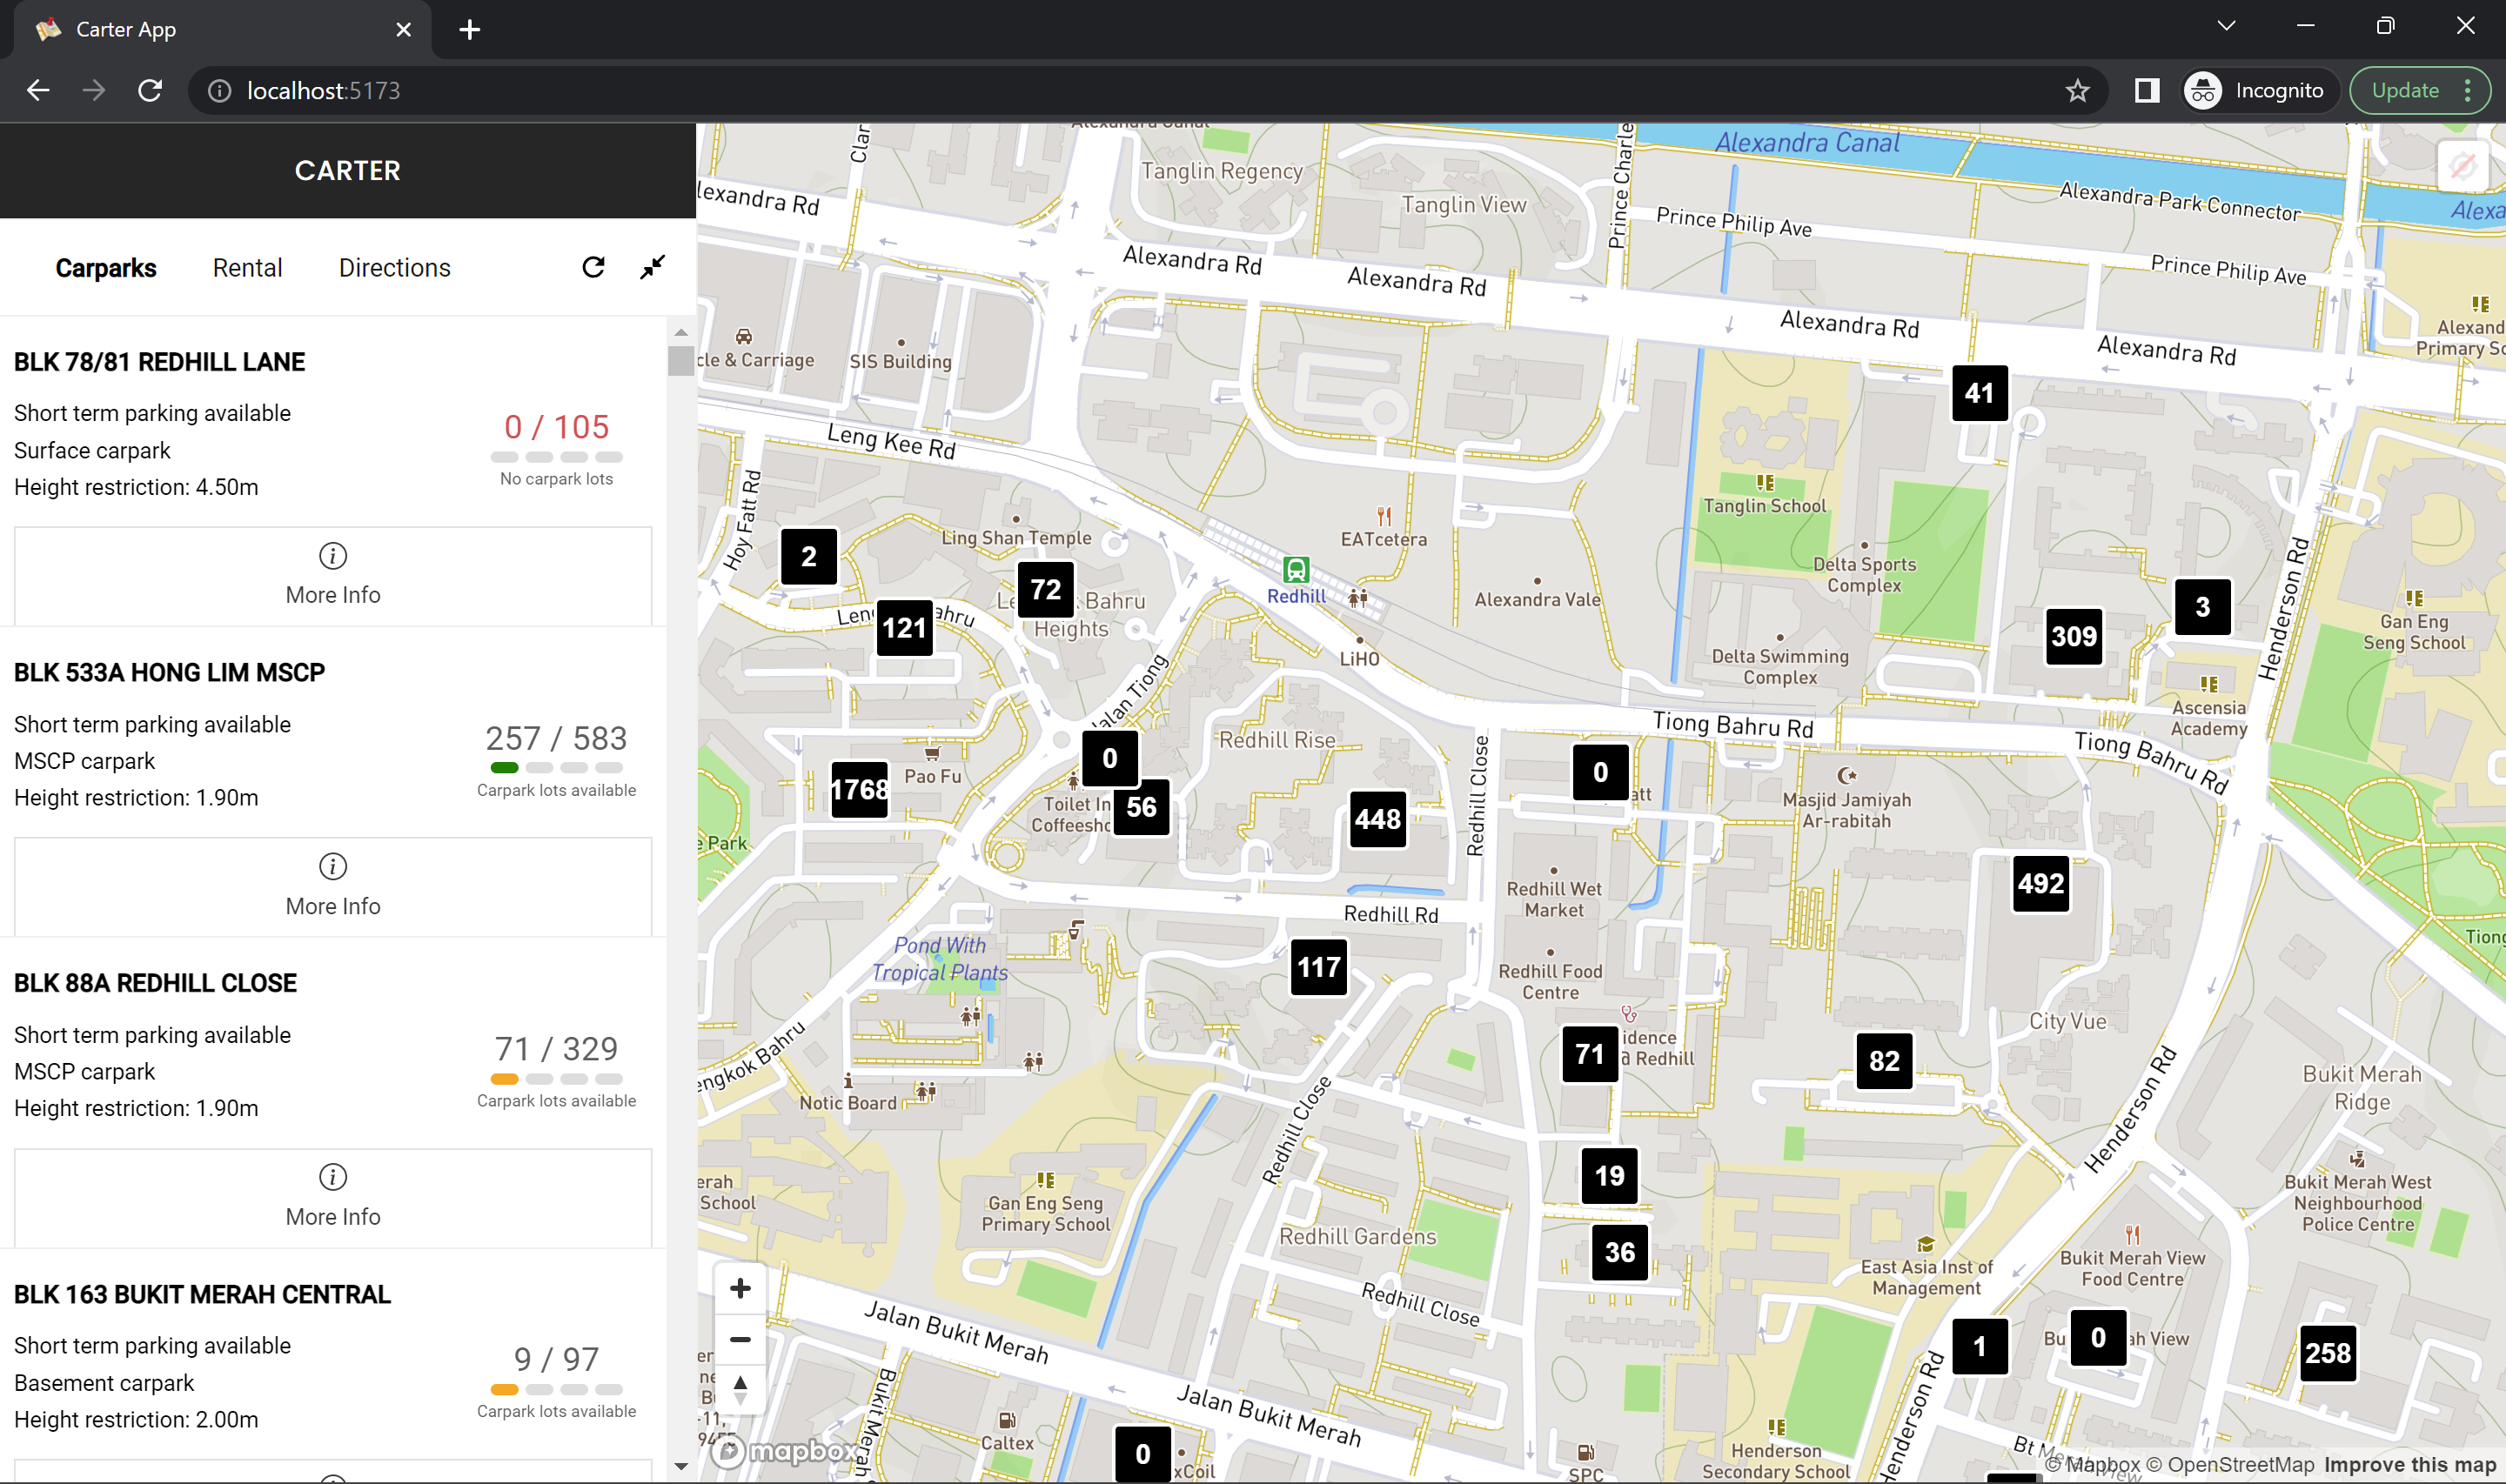 Carter App
localhost:5173
Incognito
Update
CARTER
Carparks
Rental
Directions
BLK 78/81 REDHILL LANE
Short term parking available
Surface carpark
Height restriction: 4.50m
0 / 105
No carpark lots
More Info
BLK 533A HONG LIM MSCP
Short term parking available
MSCP carpark
Height restriction: 1.90m
257 / 583
Carpark lots available
More Info
BLK 88A REDHILL CLOSE
Short term parking available
MSCP carpark
Height restriction: 1.90m
71 / 329
Carpark lots available
More Info
BLK 163 BUKIT MERAH CENTRAL
Short term parking available
Basement carpark
Height restriction: 2.00m
9 / 97
Carpark lots available
Alexandra Canal
Clar
Tanglin Regency
Tanglin View
Prince Charle
Alexandra Canal
Alexandra Park Connector
Alexa
lexandra Rd
Prince Philip Ave
Prince Philip Ave
Alexandra Rd
Alexandra Rd
Alexandra Rd
Alexandra Rd
Alexand
Primary Sc
cle & Carriage
SIS Building
41
Leng Kee Rd
Hoy Fatt Rd
Ling Shan Temple
EATcetera
Tanglin School
Delta Sports
Complex
Henderson Rd
2
72
Redhill
Alexandra Vale
Bahru
Heights
121
Leng
ahru
LiHO
Delta Swimming
Complex
309
3
Gan Eng
Seng School
Jalan Tiong
Ascensia
Academy
Redhill Rise
Tiong Bahru Rd
Tiong Bahru Rd
0
0
1768
Pao Fu
Toilet In
Coffeesho
56
448
Redhill Close
att
Masjid Jamiyah
Ar-rabitah
e Park
Redhill Wet
Market
492
Redhill Rd
Pond With
Tropical Plants
117
Redhill Food
Centre
Tiong
City Vue
71
idence
@ Redhill
82
engkok Bahru
Notic Board
Redhill Close
Henderson Rd
Bukit Merah
Ridge
erah
School
Gan Eng Seng
Primary School
19
Redhill Gardens
36
Bukit Merah West
Neighbourhood
Police Centre
East Asia Inst of
Management
Bukit Merah View
Food Centre
Redhill Close
Jalan Bukit Merah
1
Bu
0
ah View
258
Henderson Rd
Jalan Bukit Merah
Bukit Merah
Caltex
0
xCoil
SPC
Henderson
Secondary School
mapbox
© Mapbox © OpenStreetMap Improve this map